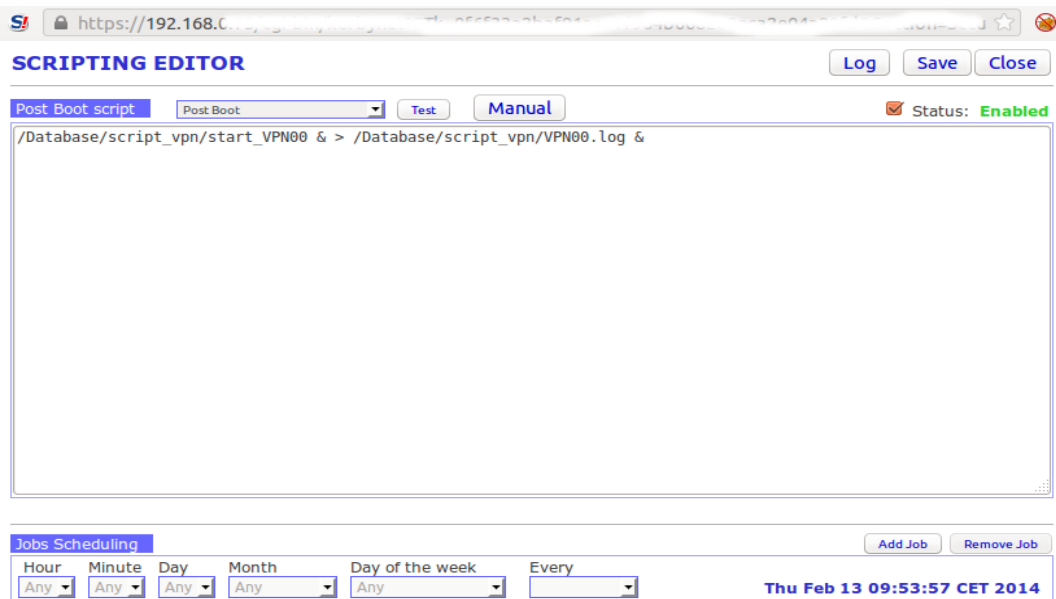 S!
https://192.168.0
SCRIPTING EDITOR
Log Save Close
Post Boot script Post Boot Test Manual Status: Enabled
/Database/script_vpn/start_VPN00 & > /Database/script_vpn/VPN00.log &
Jobs Scheduling Add Job Remove Job
Hour Minute Day Month Day of the week Every
Any Any Any Any Any Thu Feb 13 09:53:57 CET 2014